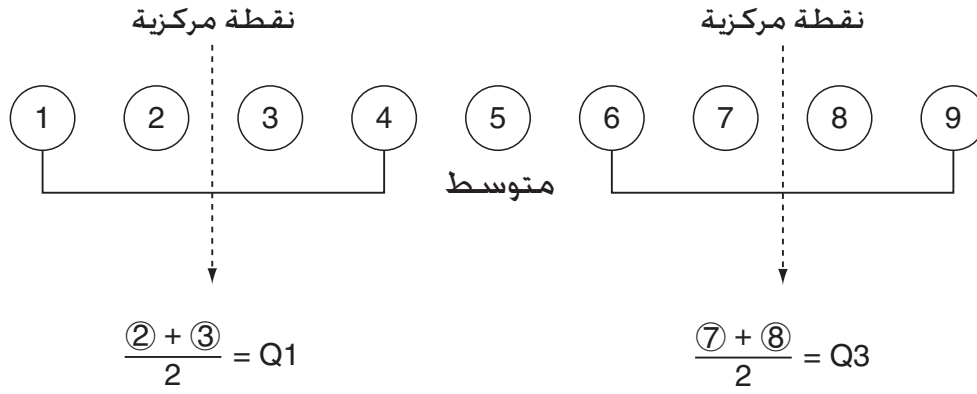 نقطة مركزية
نقطة مركزية
1 2 3 4 5 6 7 8 9
متوسط
(② + ③)/2 = Q1
(⑦ + ⑧)/2 = Q3